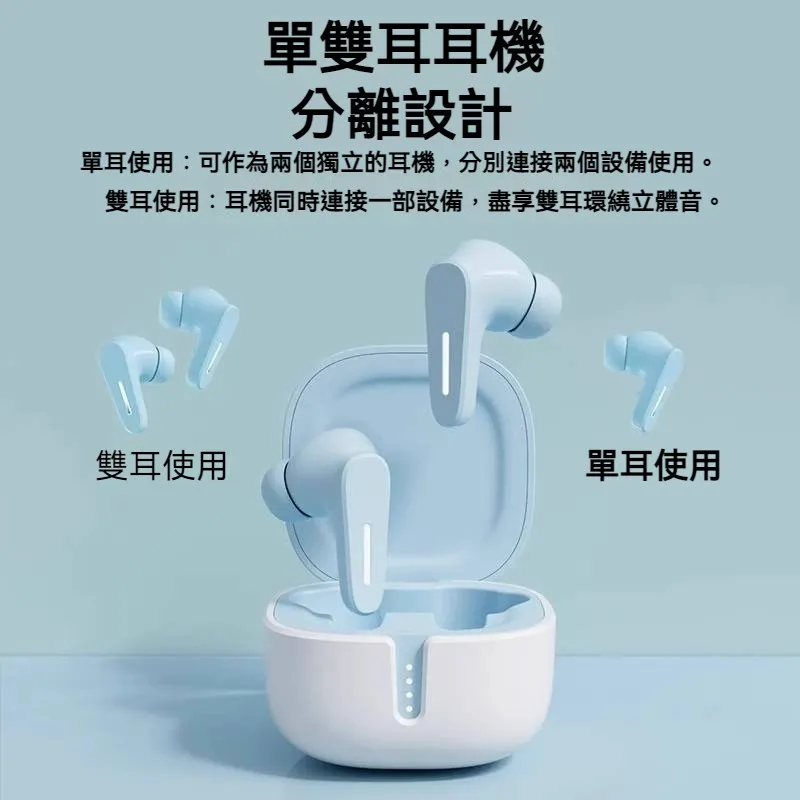 單雙耳耳機
分離設計
單耳使用：可作為兩個獨立的耳機，分別連接兩個設備使用。
雙耳使用：耳機同時連接一部設備，盡享雙耳環繞立體音。
雙耳使用
單耳使用